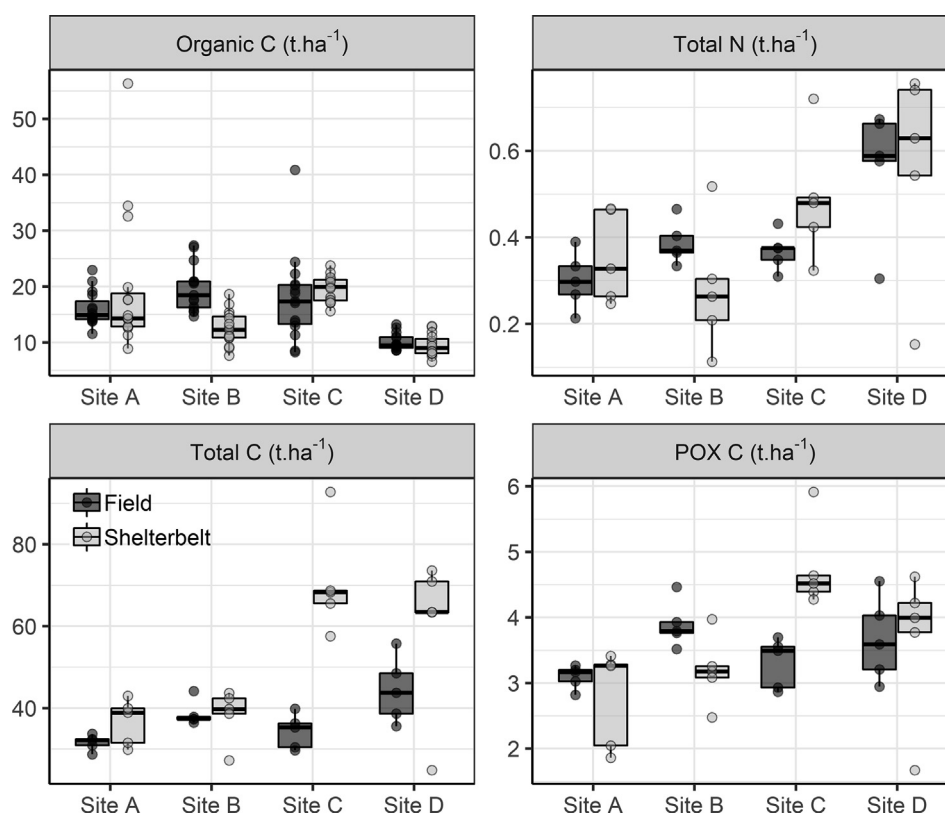 Organic C (t.ha⁻¹)
Total N (t.ha⁻¹)
50
40
30
20
10
0.6
0.4
0.2
Site A Site B Site C Site D
Site A Site B Site C Site D
Total C (t.ha⁻¹)
POX C (t.ha⁻¹)
Field
Shelterbelt
80
60
40
6
5
4
3
2
Site A Site B Site C Site D
Site A Site B Site C Site D